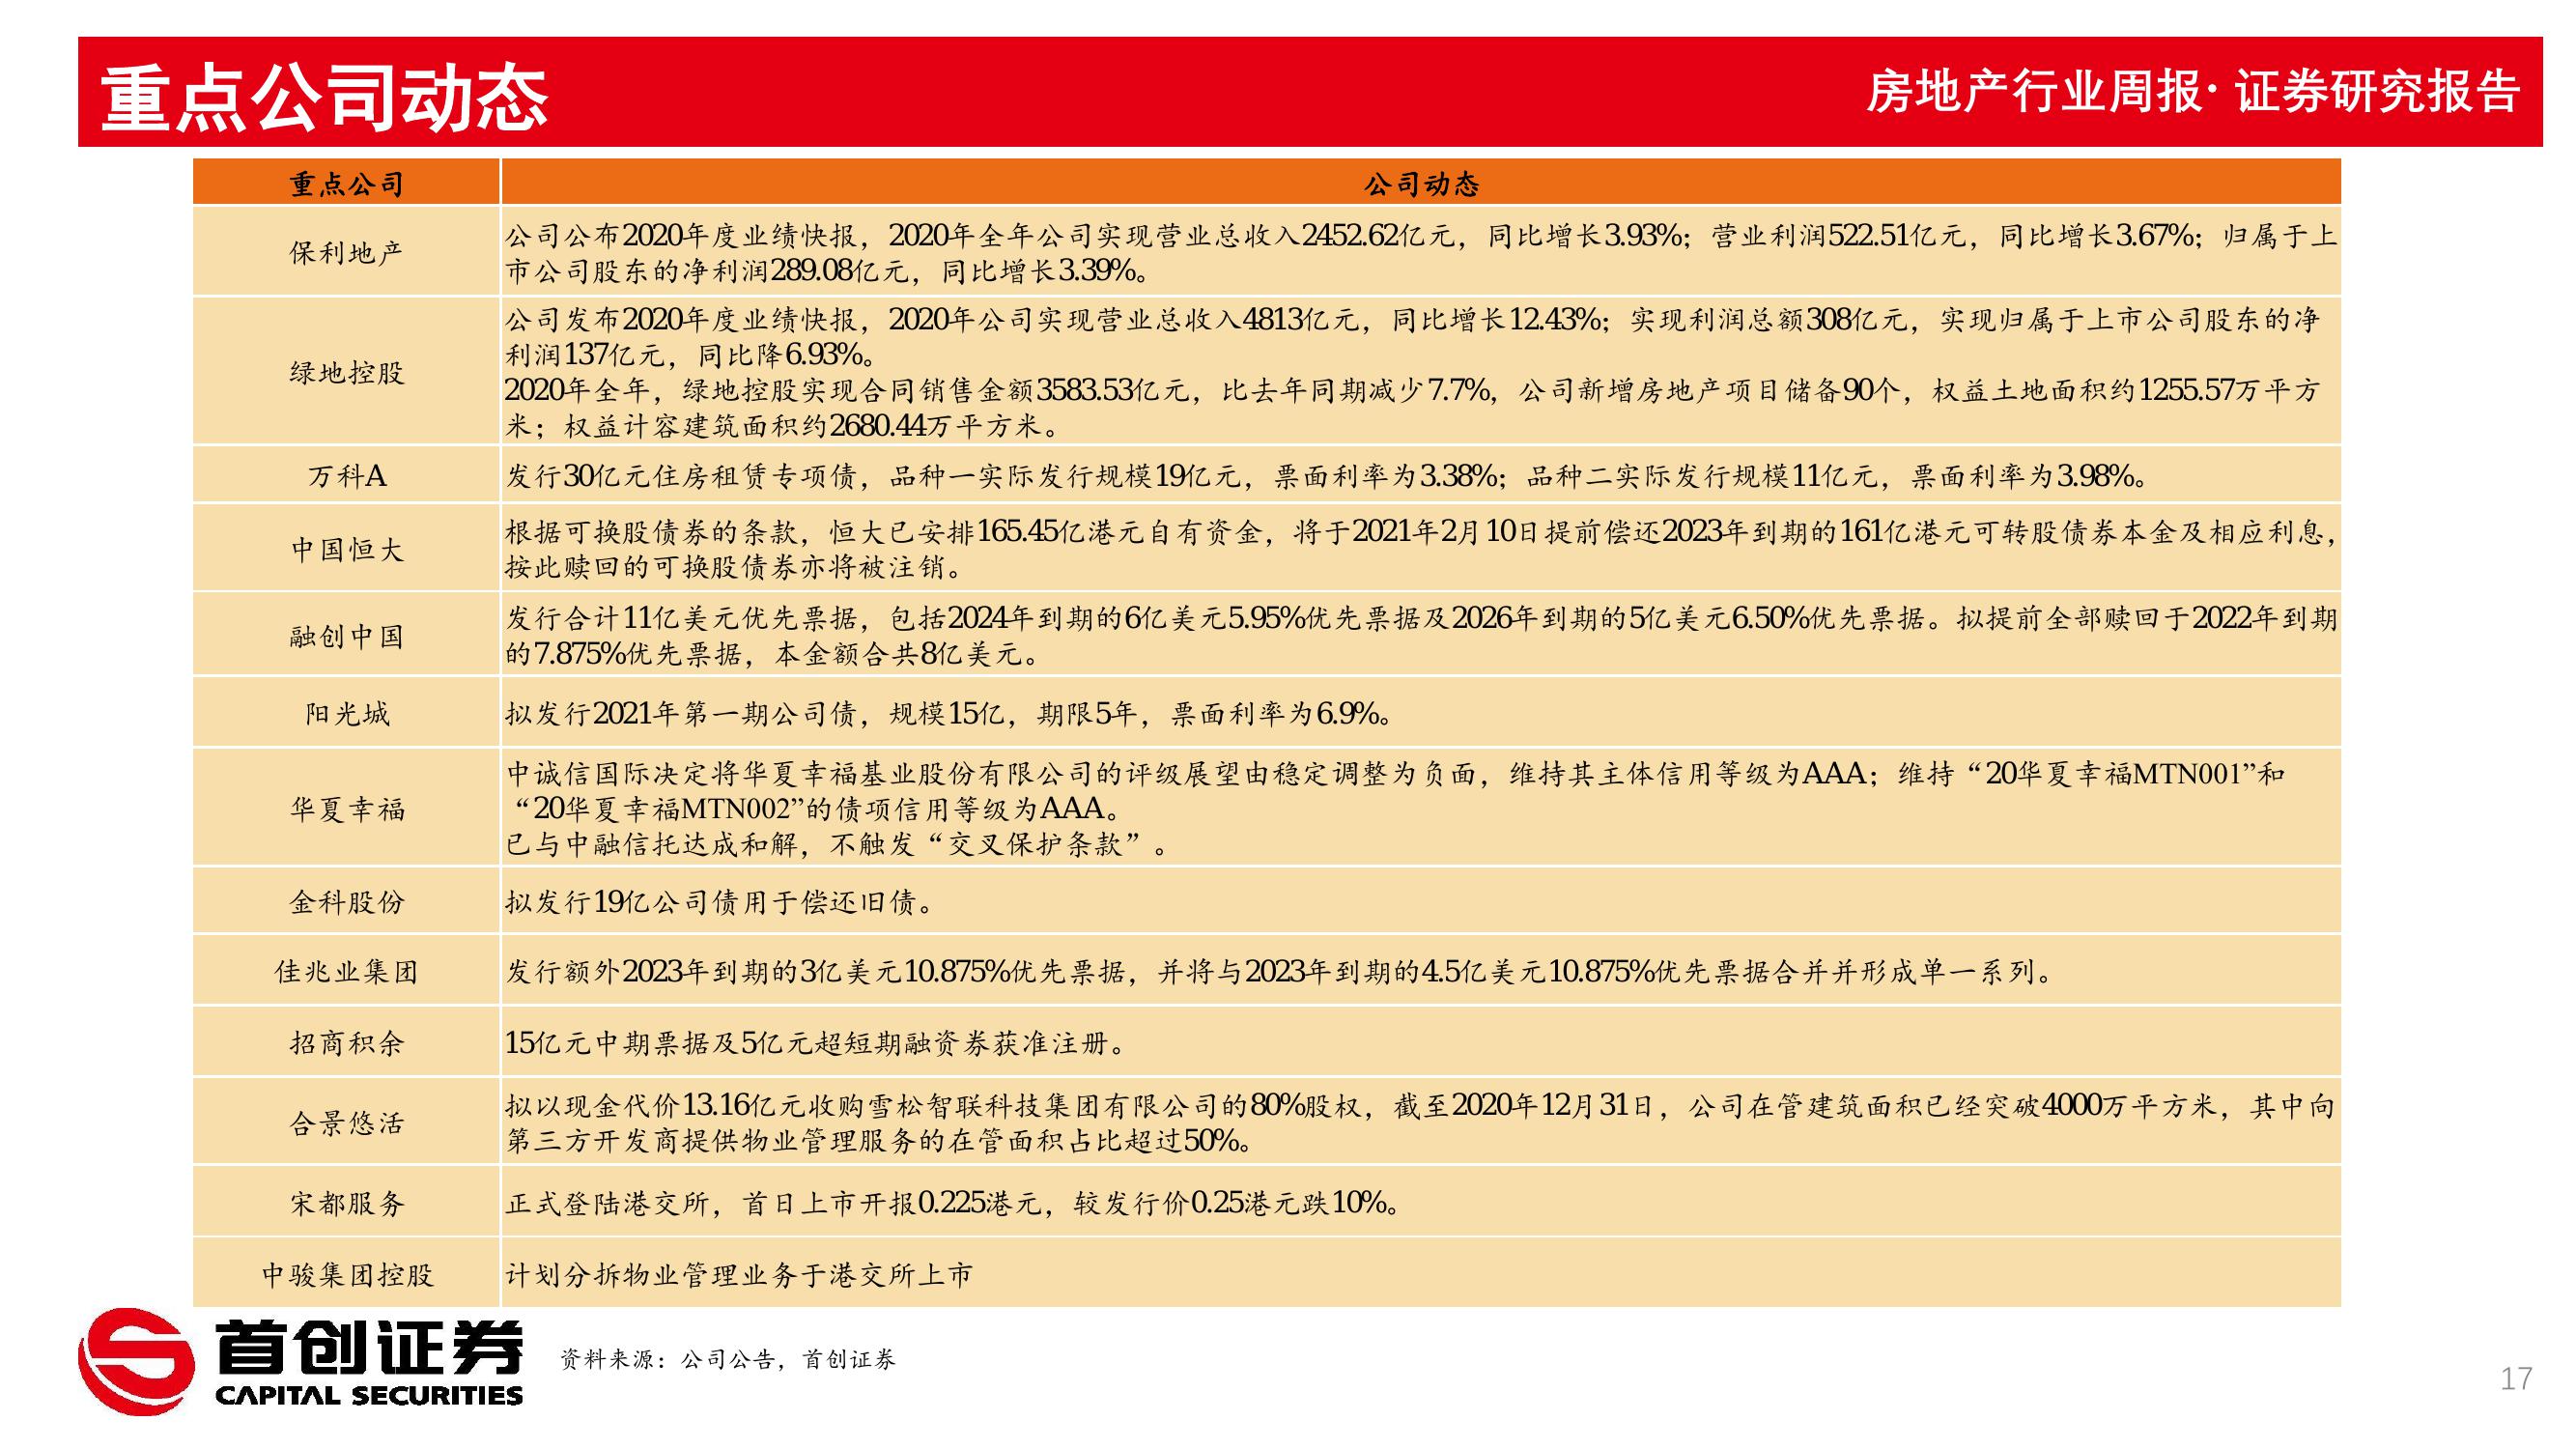 重点公司动态
房地产行业周报· 证券研究报告
重点公司
公司动态
保利地产
公司公布2020年度业绩快报，2020年全年公司实现营业总收入2452.62亿元，同比增长3.93%；营业利润522.51亿元，同比增长3.67%；归属于上
市公司股东的净利润289.08亿元，同比增长3.39%。
绿地控股
公司发布2020年度业绩快报，2020年公司实现营业总收入4813亿元，同比增长12.43%；实现利润总额308亿元，实现归属于上市公司股东的净
利润137亿元，同比降6.93%。
2020年全年，绿地控股实现合同销售金额3583.53亿元，比去年同期减少7.7%，公司新增房地产项目储备90个，权益土地面积约1255.57万平方
米；权益计容建筑面积约2680.44万平方米。
万科A
发行30亿元住房租赁专项债，品种一实际发行规模19亿元，票面利率为3.38%；品种二实际发行规模11亿元，票面利率为3.98%。
中国恒大
根据可换股债券的条款，恒大已安排165.45亿港元自有资金，将于2021年2月10日提前偿还2023年到期的161亿港元可转股债券本金及相应利息，
按此赎回的可换股债券亦将被注销。
融创中国
发行合计11亿美元优先票据，包括2024年到期的6亿美元5.95%优先票据及2026年到期的5亿美元6.50%优先票据。拟提前全部赎回于2022年到期
的7.875%优先票据，本金额合共8亿美元。
阳光城
拟发行2021年第一期公司债，规模15亿，期限5年，票面利率为6.9%。
华夏幸福
中诚信国际决定将华夏幸福基业股份有限公司的评级展望由稳定调整为负面，维持其主体信用等级为AAA；维持“20华夏幸福MTN001”和
“20华夏幸福MTN002”的债项信用等级为AAA。
已与中融信托达成和解，不触发“交叉保护条款”。
金科股份
拟发行19亿公司债用于偿还旧债。
佳兆业集团
发行额外2023年到期的3亿美元10.875%优先票据，并将与2023年到期的4.5亿美元10.875%优先票据合并并形成单一系列。
招商积余
15亿元中期票据及5亿元超短期融资券获准注册。
合景悠活
拟以现金代价13.16亿元收购雪松智联科技集团有限公司的80%股权，截至2020年12月31日，公司在管建筑面积已经突破4000万平方米，其中向
第三方开发商提供物业管理服务的在管面积占比超过50%。
宋都服务
正式登陆港交所，首日上市开报0.225港元，较发行价0.25港元跌10%。
中骏集团控股
计划分拆物业管理业务于港交所上市
首创证券
CAPITAL SECURITIES
资料来源：公司公告，首创证券
17